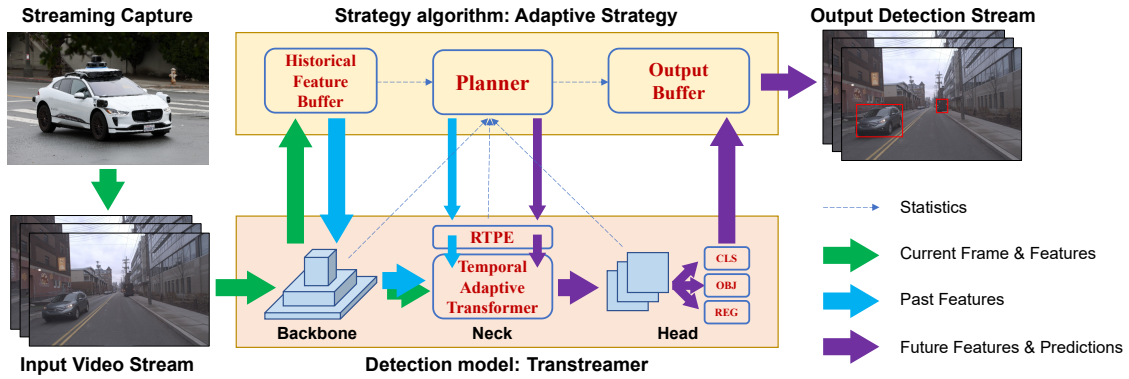 Streaming Capture
Strategy algorithm: Adaptive Strategy
Output Detection Stream
Historical
Feature
Buffer
Planner
Output
Buffer
Statistics
Current Frame & Features
Past Features
Future Features & Predictions
RTPE
Temporal
Adaptive
Transformer
CLS
OBJ
REG
Backbone
Neck
Head
Input Video Stream
Detection model: Transtreamer